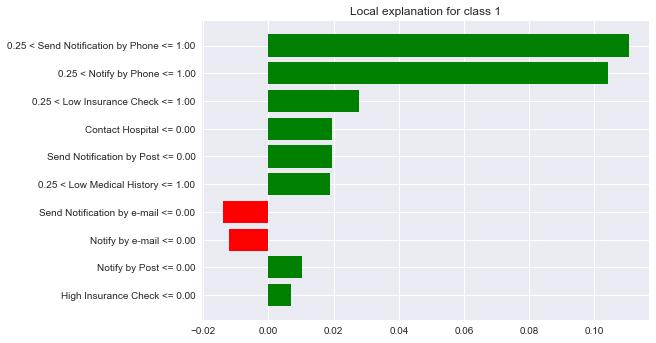 Local explanation for class 1
0.25 < Send Notification by Phone <= 1.00
0.25 < Notify by Phone <= 1.00
0.25 < Low Insurance Check <= 1.00
Contact Hospital <= 0.00
Send Notification by Post <= 0.00
0.25 < Low Medical History <= 1.00
Send Notification by e-mail <= 0.00
Notify by e-mail <= 0.00
Notify by Post <= 0.00
High Insurance Check <= 0.00
−0.02 0.00 0.02 0.04 0.06 0.08 0.10